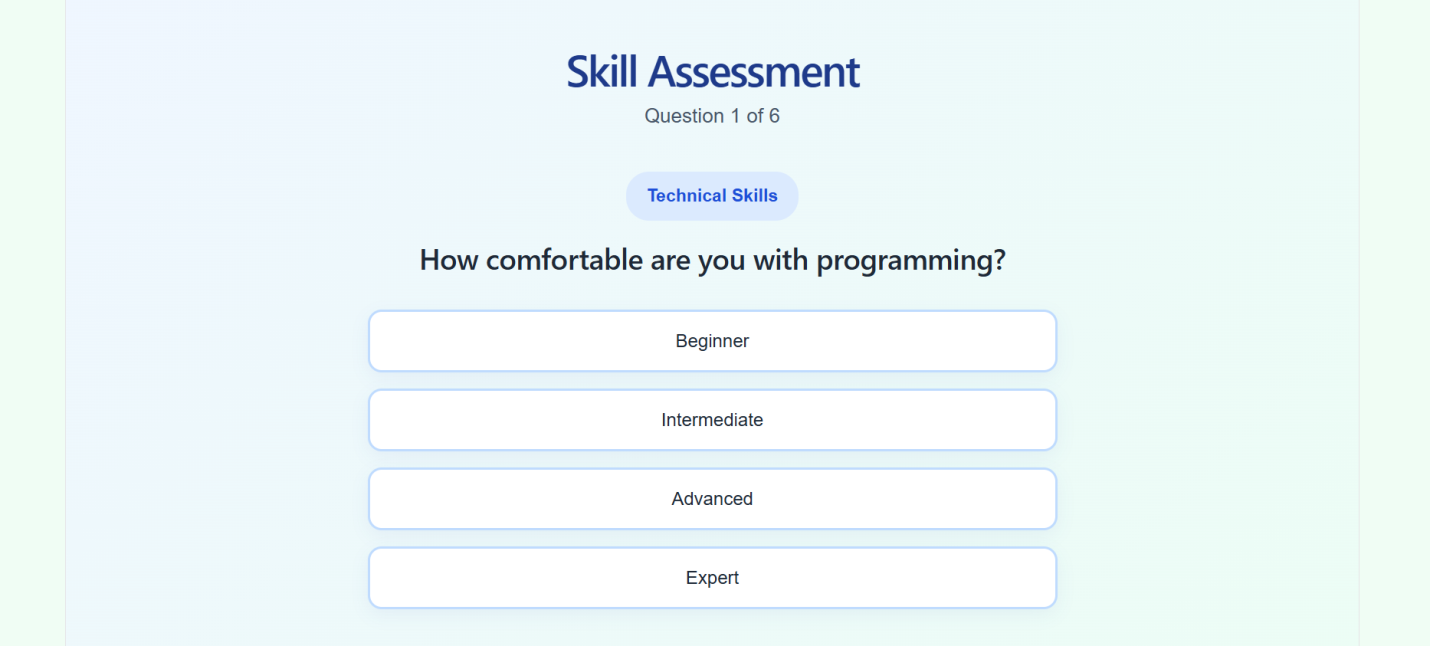 Skill Assessment
Question 1 of 6
Technical Skills
How comfortable are you with programming?
Beginner
Intermediate
Advanced
Expert